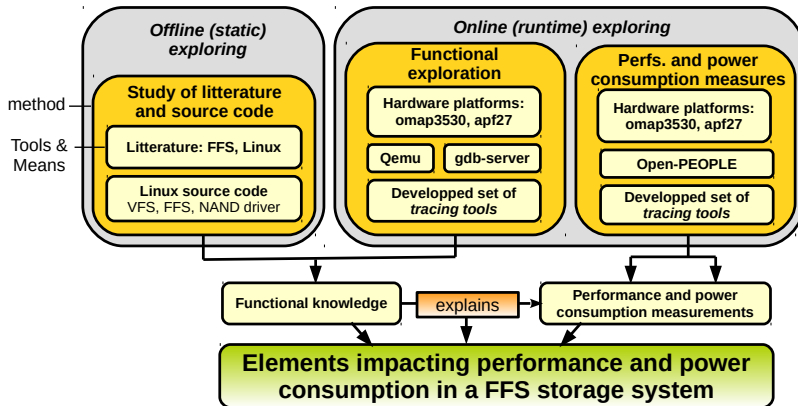 Offline (static)
exploring
Online (runtime) exploring
method
Tools &
Means
Study of litterature
and source code
Litterature: FFS, Linux
Linux source code
VFS, FFS, NAND driver
Functional
exploration
Hardware platforms:
omap3530, apf27
Qemu
gdb-server
Developped set of
tracing tools
Perfs. and power
consumption measures
Hardware platforms:
omap3530, apf27
Open-PEOPLE
Developped set of
tracing tools
Functional knowledge
explains
Performance and power
consumption measurements
Elements impacting performance and power
consumption in a FFS storage system